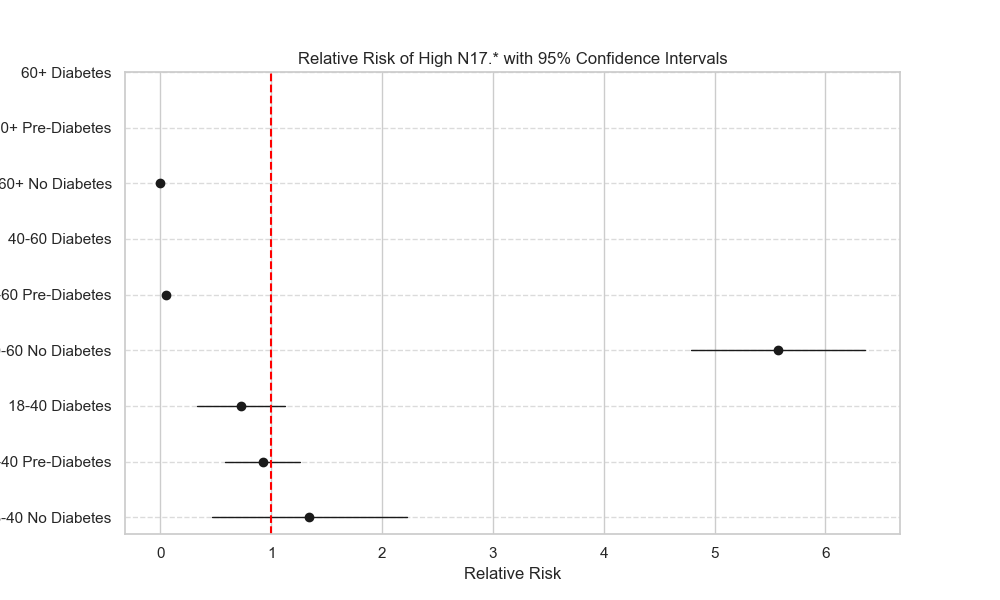 Relative Risk of High N17.* with 95% Confidence Intervals
60+ Diabetes
0+ Pre-Diabetes
60+ No Diabetes
40-60 Diabetes
-60 Pre-Diabetes
-60 No Diabetes
18-40 Diabetes
-40 Pre-Diabetes
-40 No Diabetes
0 1 2 3 4 5 6
Relative Risk